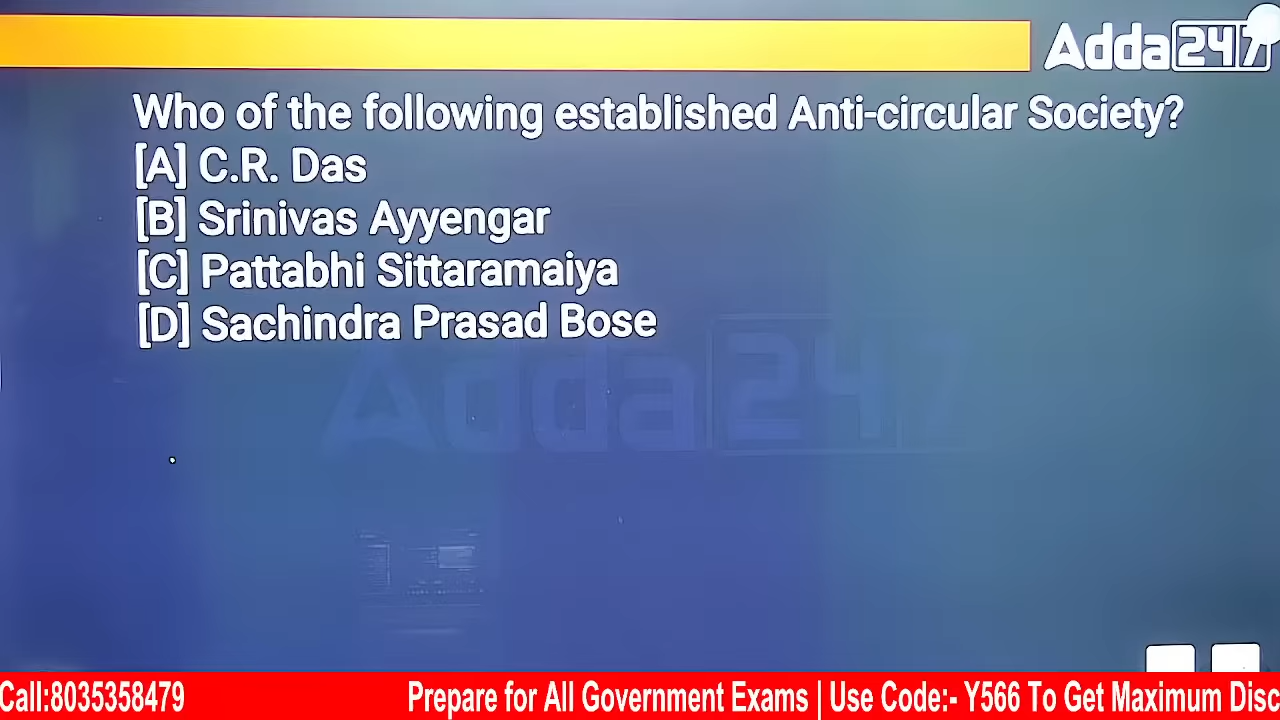 Adda247
Who of the following established Anti-circular Society?
[A] C.R. Das
[B] Srinivas Ayyengar
[C] Pattabhi Sittaramaiya
[D] Sachindra Prasad Bose
Adda247
Call:8035358479 Prepare for All Government Exams | Use Code:- Y566 To Get Maximum Disc